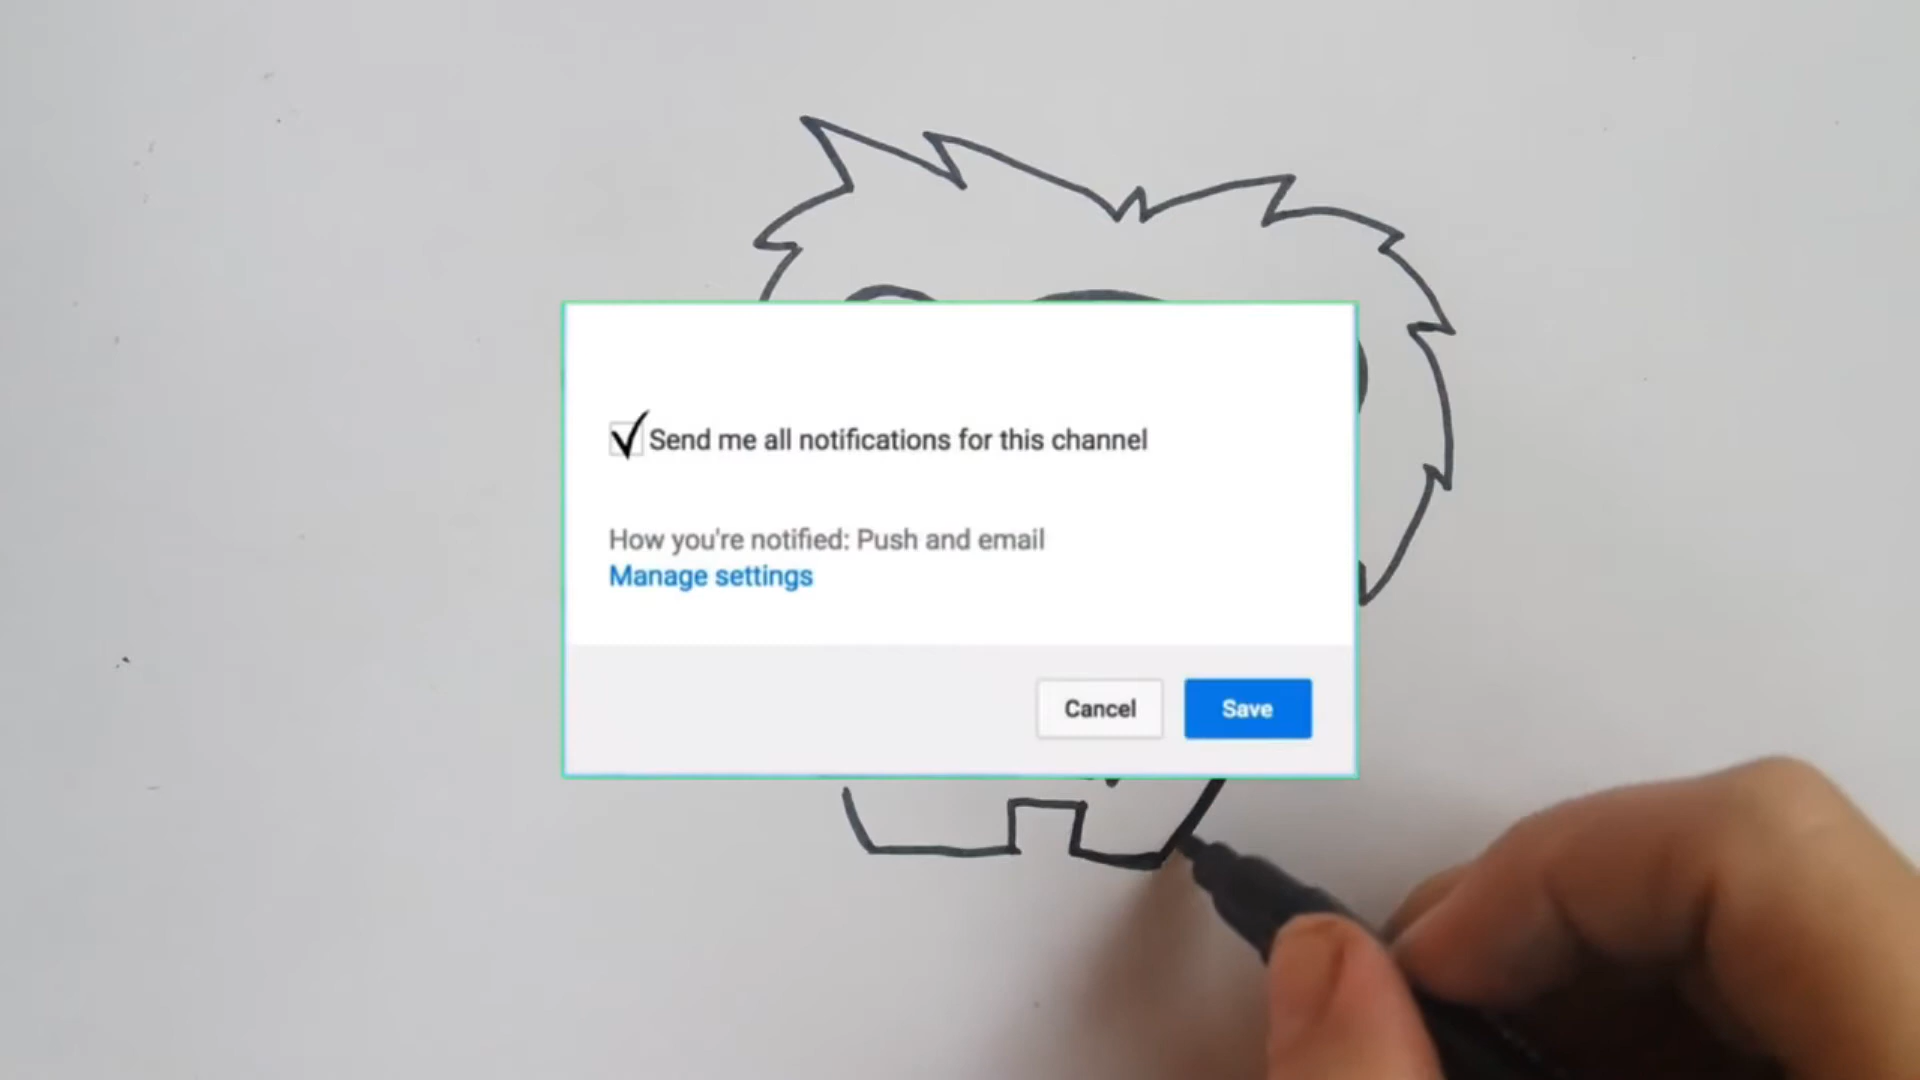 Send me all notifications for this channel
How you're notified: Push and email
Manage settings
Cancel
Save